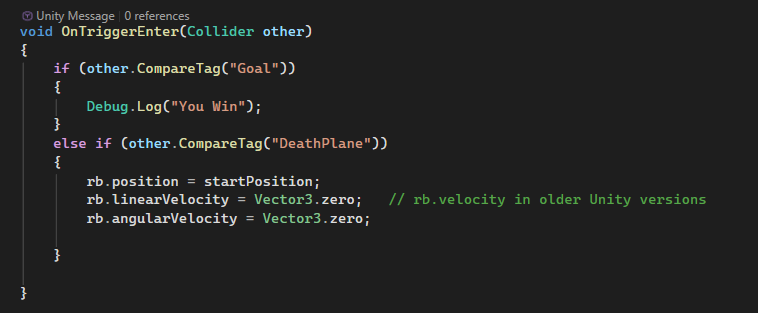 Unity Message | 0 references
void OnTriggerEnter(Collider other)
{
    if (other.CompareTag("Goal"))
    {
        Debug.Log("You Win");
    }
    else if (other.CompareTag("DeathPlane"))
    {
        rb.position = startPosition;
        rb.linearVelocity = Vector3.zero;   // rb.velocity in older Unity versions
        rb.angularVelocity = Vector3.zero;
    }
}